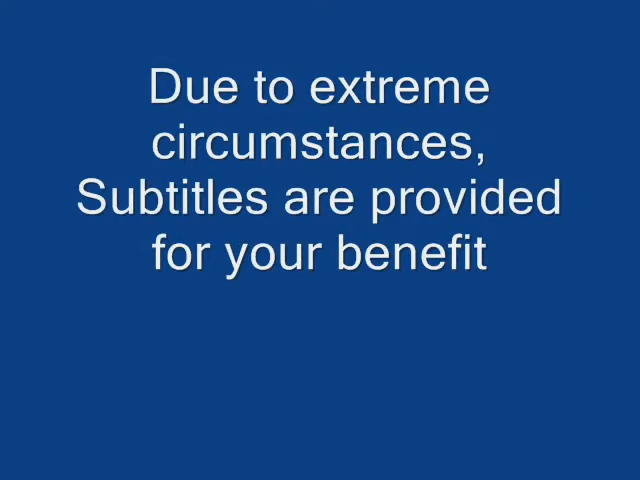 Due to extreme
circumstances,
Subtitles are provided
for your benefit